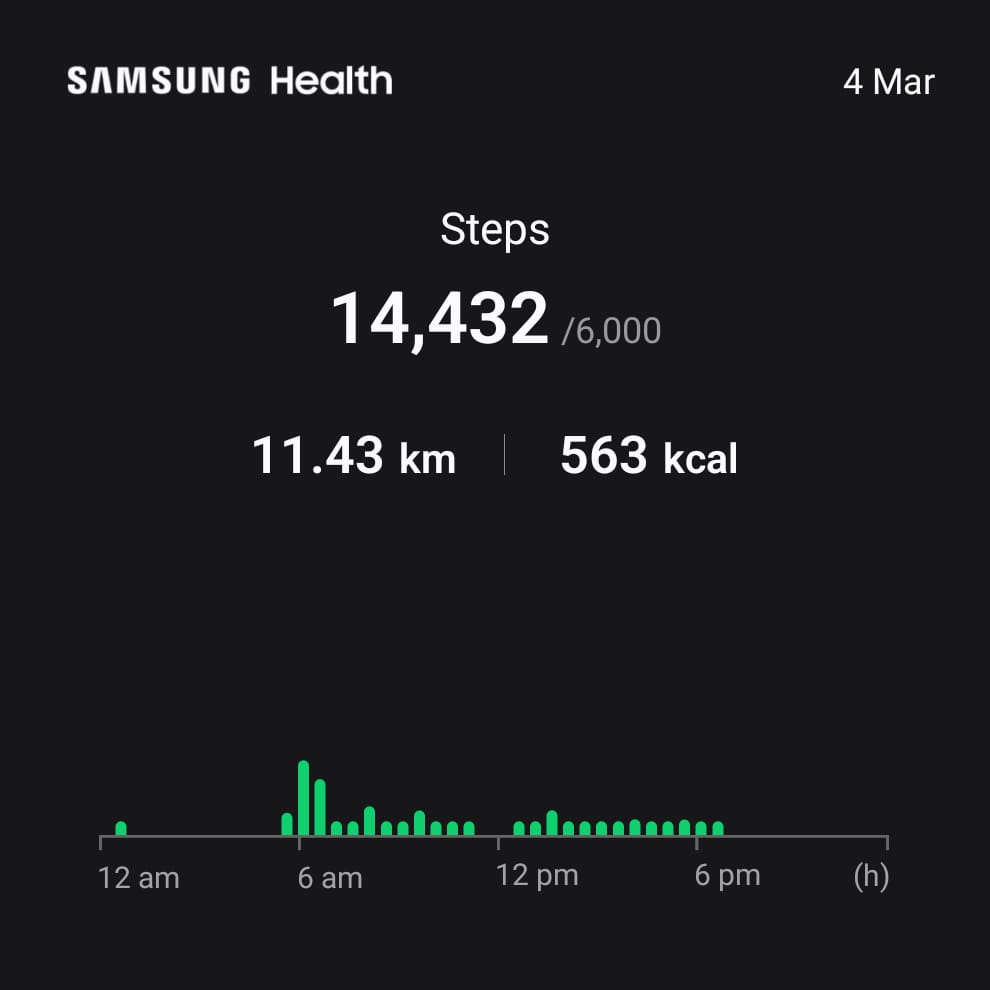 SAMSUNG Health
4 Mar
Steps
14,432 /6,000
11.43 km | 563 kcal
12 am 6 am 12 pm 6 pm (h)